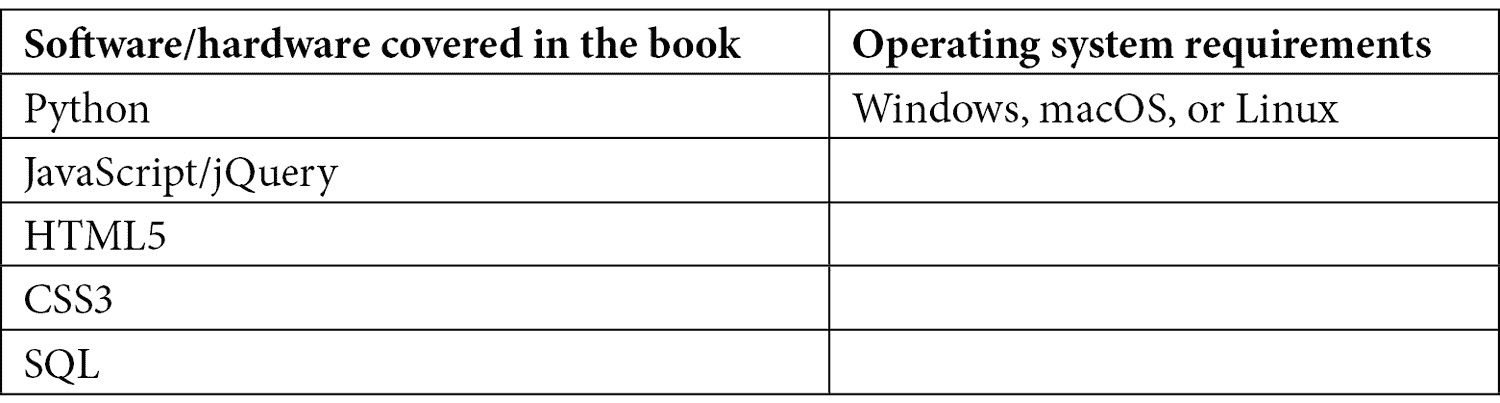 Software/hardware covered in the book Operating system requirements
Python Windows, macOS, or Linux
JavaScript/jQuery
HTML5
CSS3
SQL